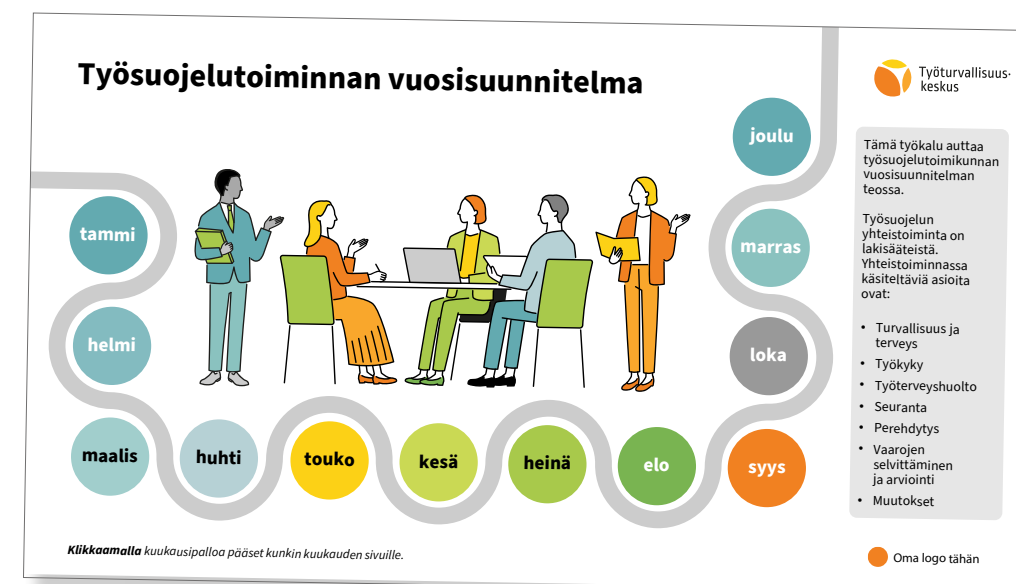 Työsuojelutoiminnan vuosisuunnitelma
Työturvallisuus-
keskus
joulu
tammi
marras
helmi
loka
maalis
huhti
touko
kesä
heinä
elo
syys
Tämä työkalu auttaa
työsuojelutoimikunnan
vuosisuunnitelman
teossa.
Työsuojelun
yhteistoiminta on
lakisääteistä.
Yhteistoiminnassa
käsiteltäviä asioita
ovat:
• Turvallisuus ja
terveys
• Työkyky
• Työterveyshuolto
• Seuranta
• Perehdytys
• Vaarojen
selvittäminen
ja arviointi
• Muutokset
Klikkaamalla kuukausipalloa pääset kunkin kuukauden sivuille.
Oma logo tähän